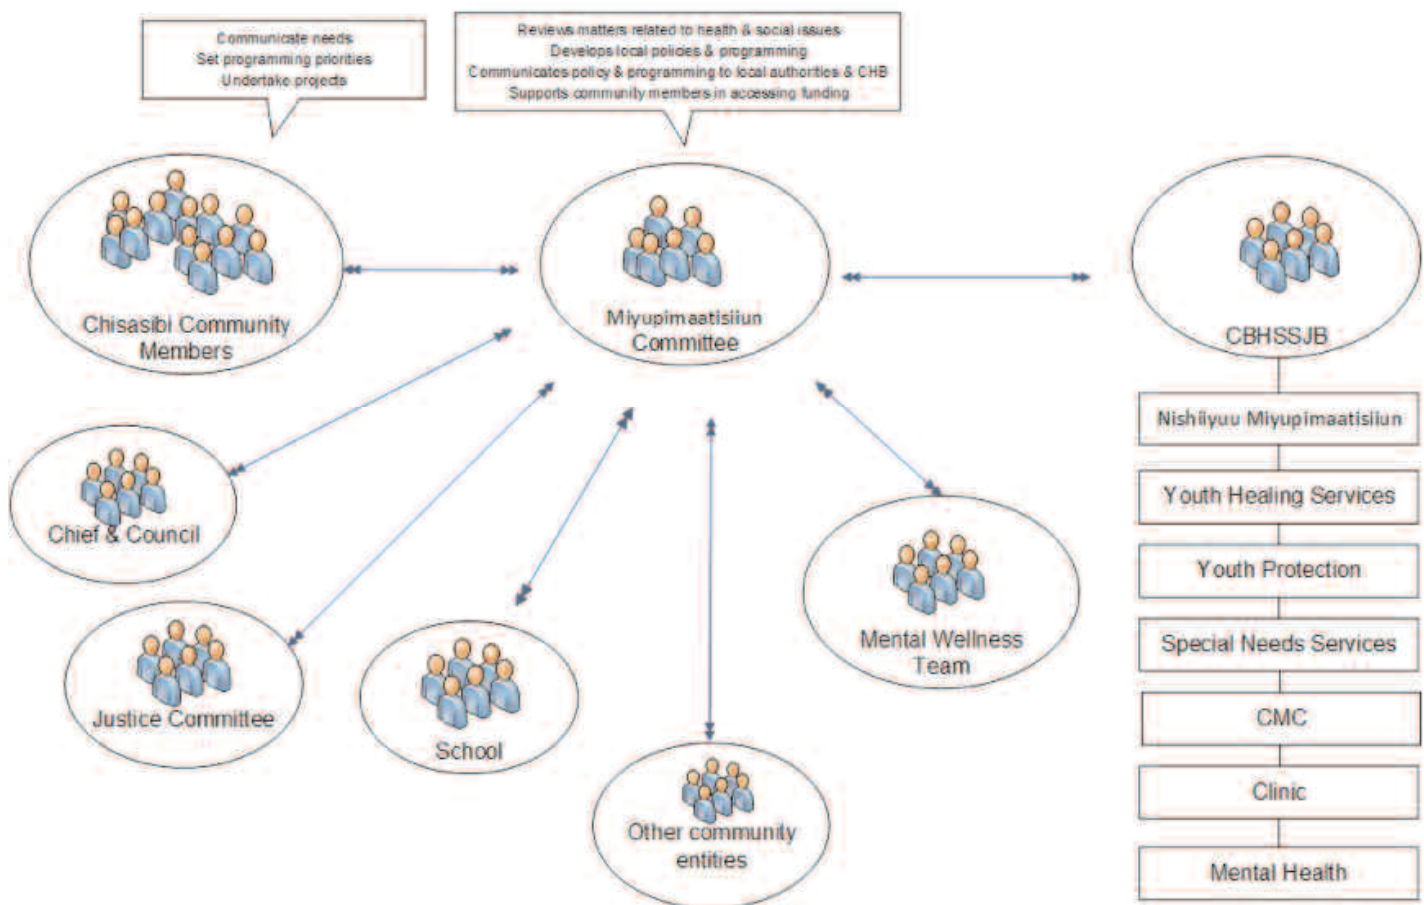 Communicate needs
Set programming priorities
Undertake projects
Reviews matters related to health & social issues
Develops local policies & programming
Communicates policy & programming to local authorities & CHB
Supports community members in accessing funding
Chisasibi Community
Members
Miyupimaatisiiun
Committee
CBHSSJB
Nishiiyuu Miyupimaatisiiun
Youth Healing Services
Youth Protection
Special Needs Services
CMC
Clinic
Mental Health
Chief & Council
Justice Committee
School
Other community
entities
Mental Wellness
Team